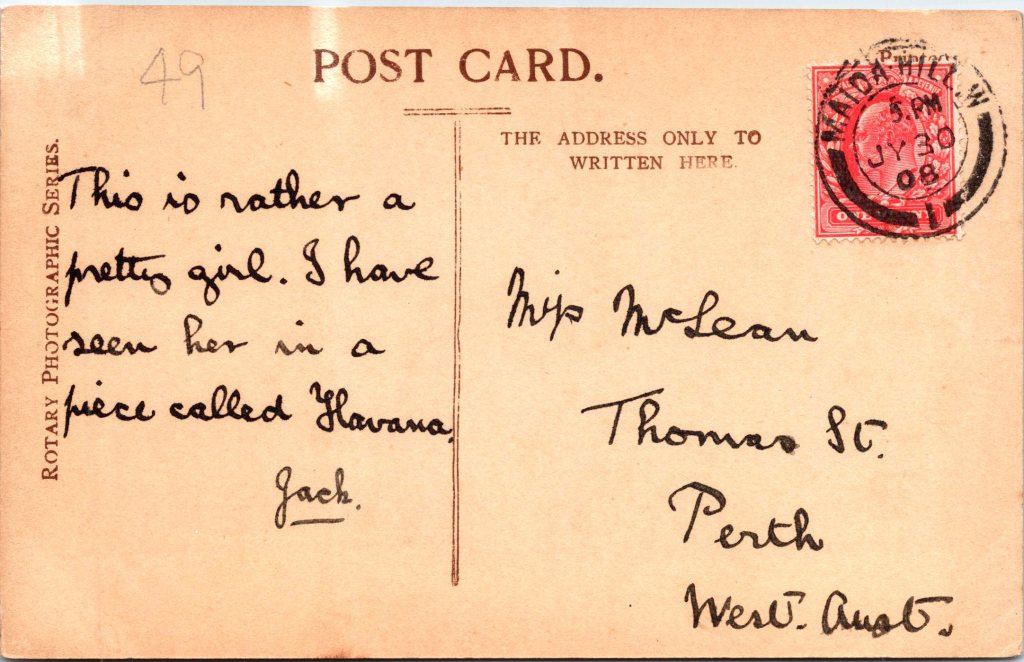 49
POST CARD.
THE ADDRESS ONLY TO
WRITTEN HERE.
ROTARY PHOTOGRAPHIC SERIES.
This is rather a
pretty girl. I have
seen her in a
piece called Havana.
Jack.
MAIDA HILL. W
5. PM
JY 30
08
1
Miss McLean
Thomas St.
Perth
West. Aust.